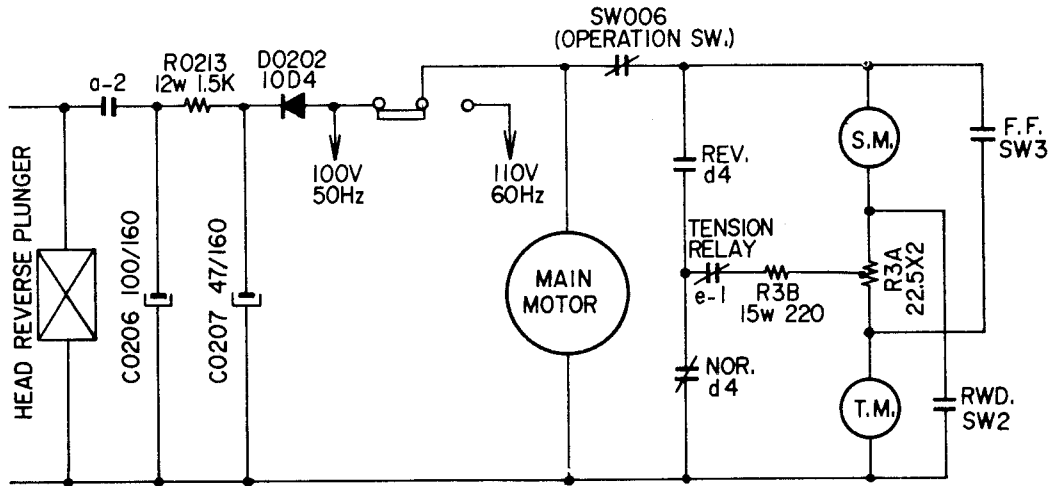 SW006
(OPERATION SW.)
R0213
12w 1.5K
D0202
10D4
a-2
100V
50Hz
110V
60Hz
REV.
d4
S.M.
F.F.
SW3
HEAD REVERSE PLUNGER
C0206 100/160
C0207 47/160
MAIN
MOTOR
TENSION
RELAY
e-1
R3B
15w 220
R3A
22.5X2
NOR.
d4
T.M.
RWD.
SW2